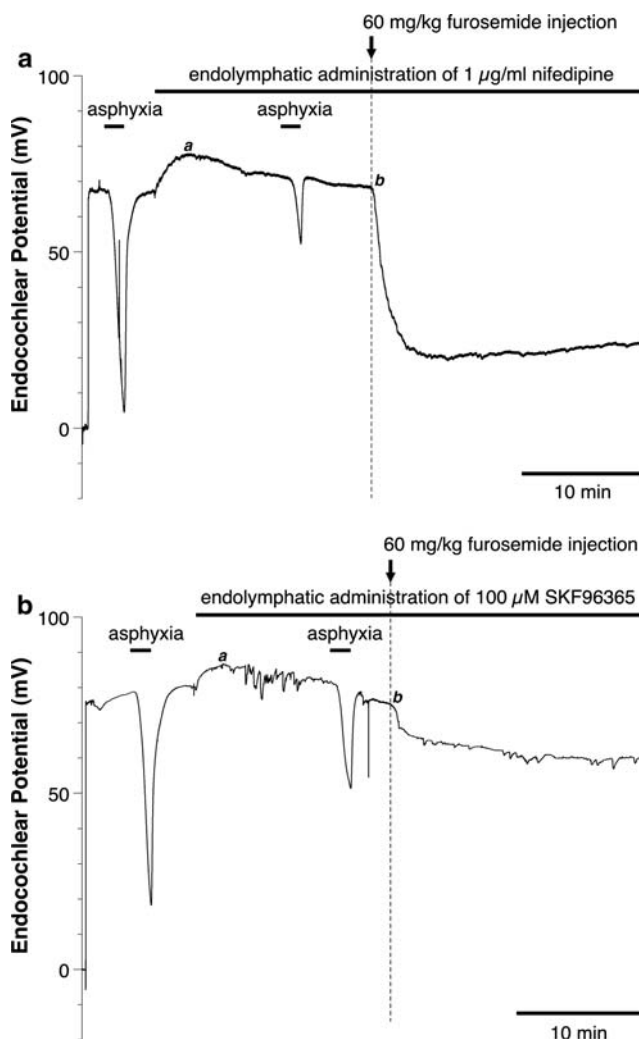 60 mg/kg furosemide injection
a
endolymphatic administration of 1 µg/ml nifedipine
asphyxia asphyxia
100
a
b
50
0
Endocochlear Potential (mV)
10 min
60 mg/kg furosemide injection
b
endolymphatic administration of 100 µM SKF96365
asphyxia asphyxia
100
a
b
50
0
Endocochlear Potential (mV)
10 min